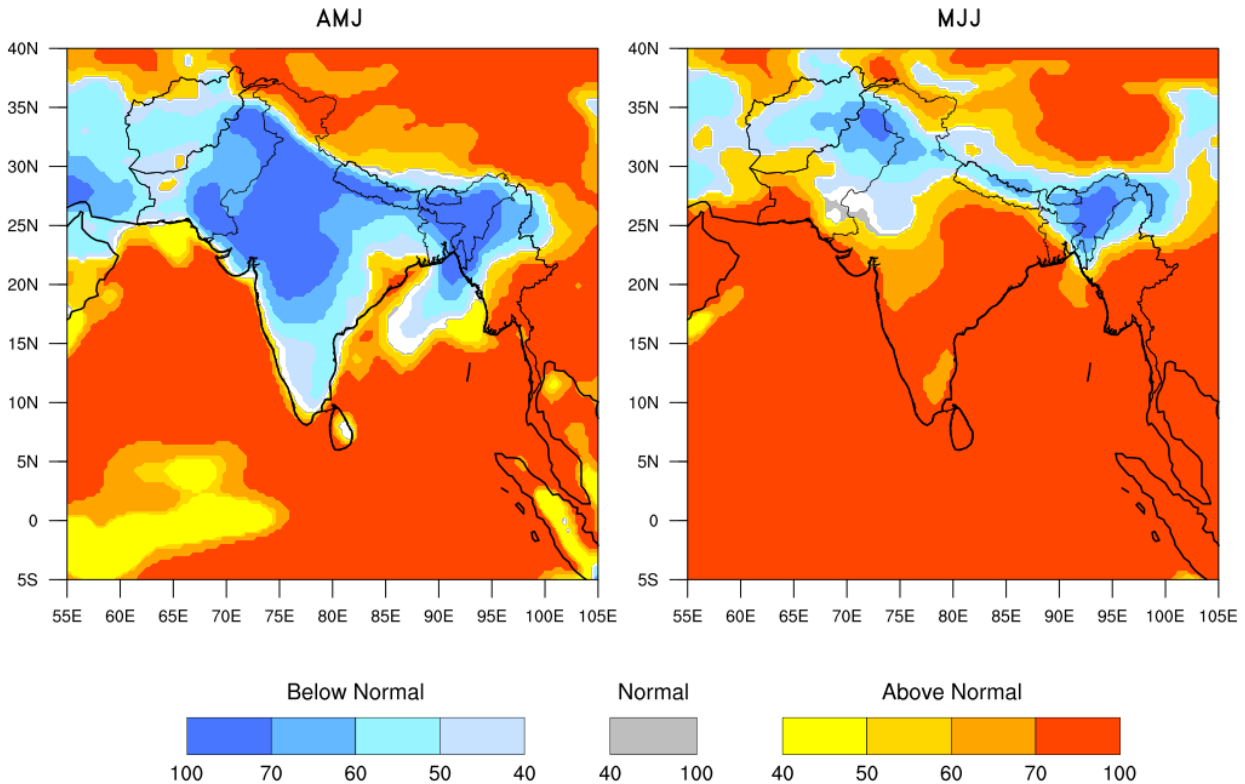 AMJ MJJ
40N 40N
35N 35N
30N 30N
25N 25N
20N 20N
15N 15N
10N 10N
5N 5N
0 0
5S 5S
55E 60E 65E 70E 75E 80E 85E 90E 95E 100E 105E 55E 60E 65E 70E 75E 80E 85E 90E 95E 100E 105E
Below Normal Normal Above Normal
100 70 60 50 40 40 100 40 50 60 70 100